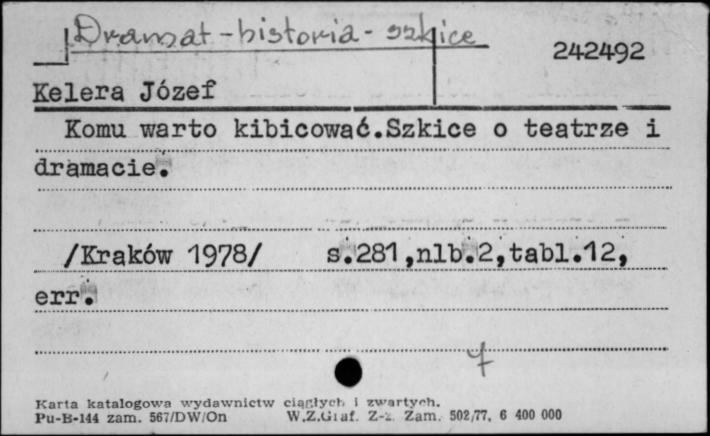 Dramat - historia - szkice
242492
Kelera Józef
Komu warto kibicować.Szkice o teatrze i
dramacie.
/Kraków 1978/ s.281,nlb.2,tabl.12,
err.
7
Karta katalogowa wydawnictw ciągłych i zwartych.
Pu-B-144 zam. 567/DW/On W.Z.Graf. Z-z. Zam. 502/77, 6 400 000